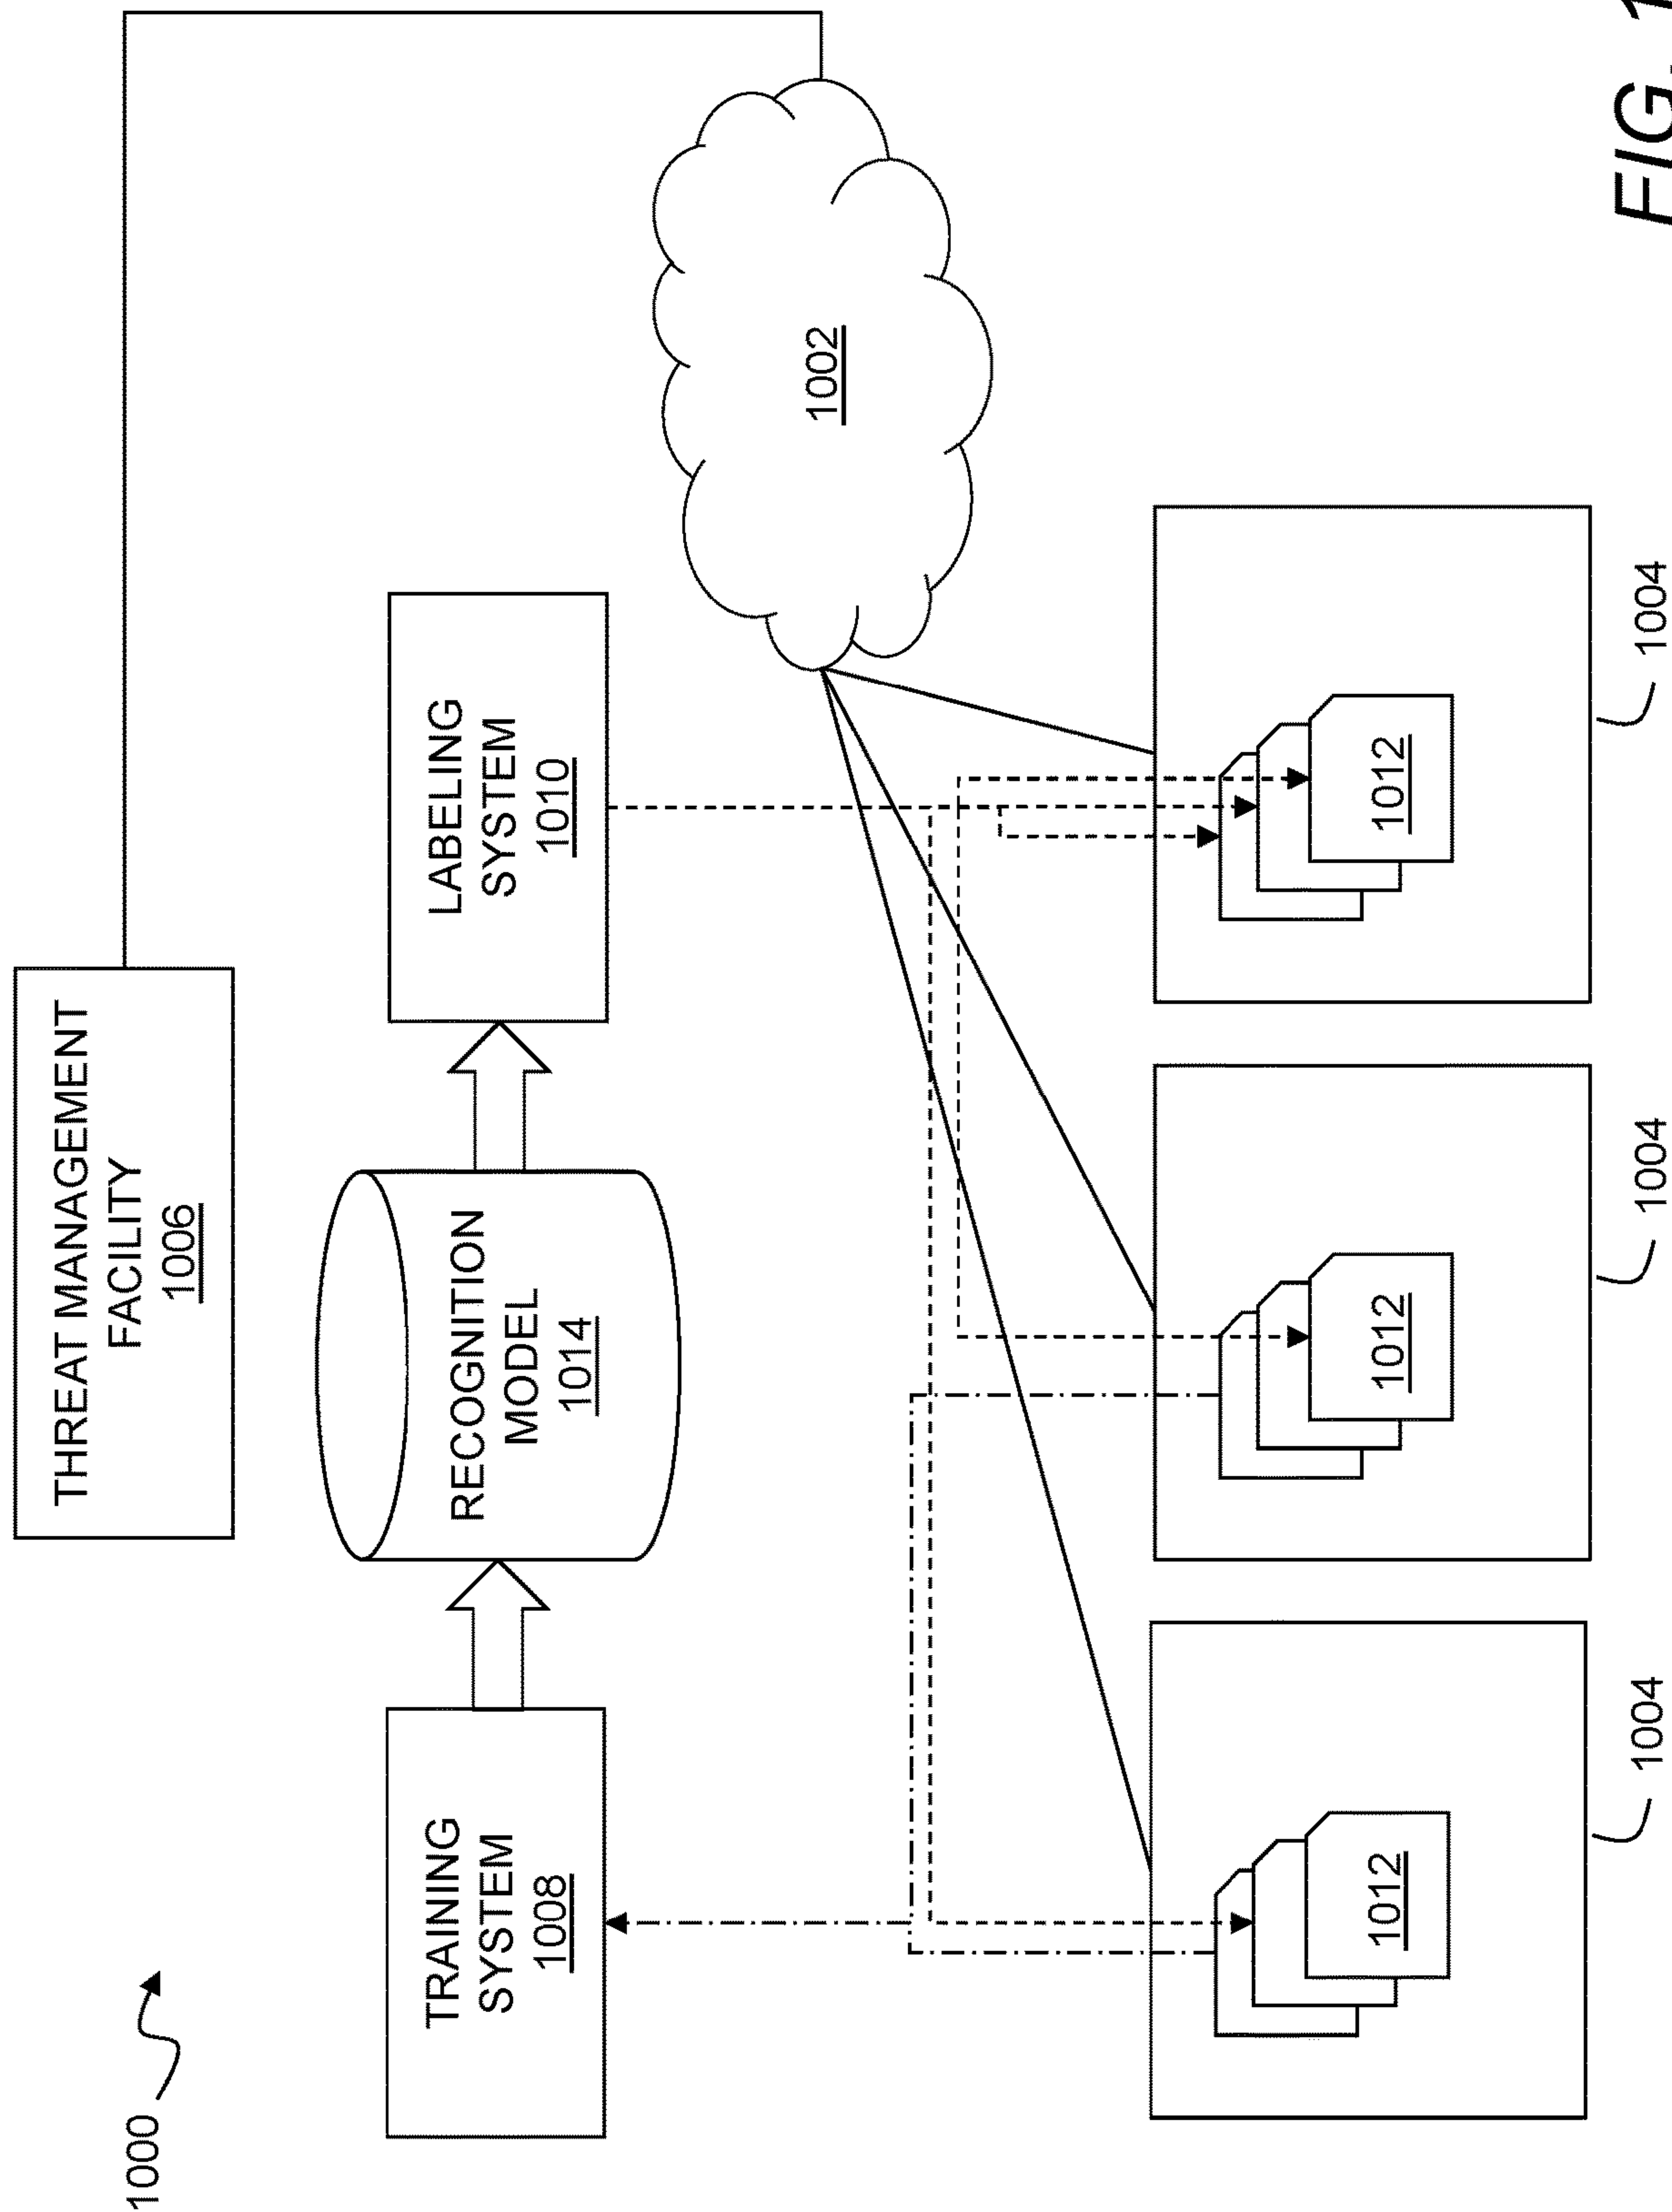 1000
THREAT MANAGEMENT
FACILITY
1006
TRAINING
SYSTEM
1008
RECOGNITION
MODEL
1014
LABELING
SYSTEM
1010
1002
1012
1012
1012
1004
1004
1004
FIG. 1